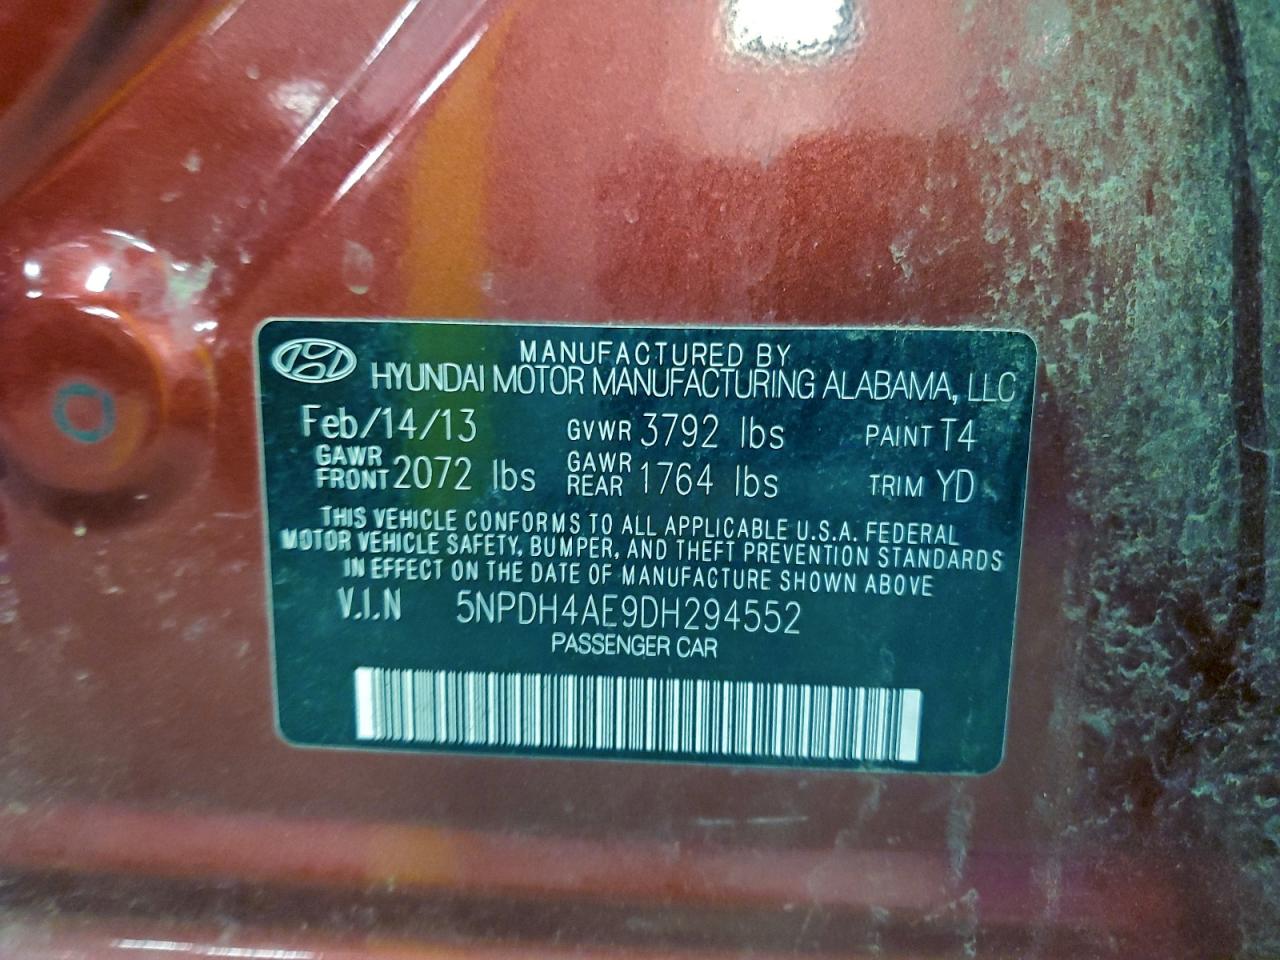 MANUFACTURED BY
HYUNDAI MOTOR MANUFACTURING ALABAMA, LLC
Feb/14/13 GVWR 3792 lbs PAINT T4
GAWR FRONT 2072 lbs GAWR REAR 1764 lbs TRIM YD
THIS VEHICLE CONFORMS TO ALL APPLICABLE U.S.A. FEDERAL
MOTOR VEHICLE SAFETY, BUMPER, AND THEFT PREVENTION STANDARDS
IN EFFECT ON THE DATE OF MANUFACTURE SHOWN ABOVE
V.I.N 5NPDH4AE9DH294552
PASSENGER CAR